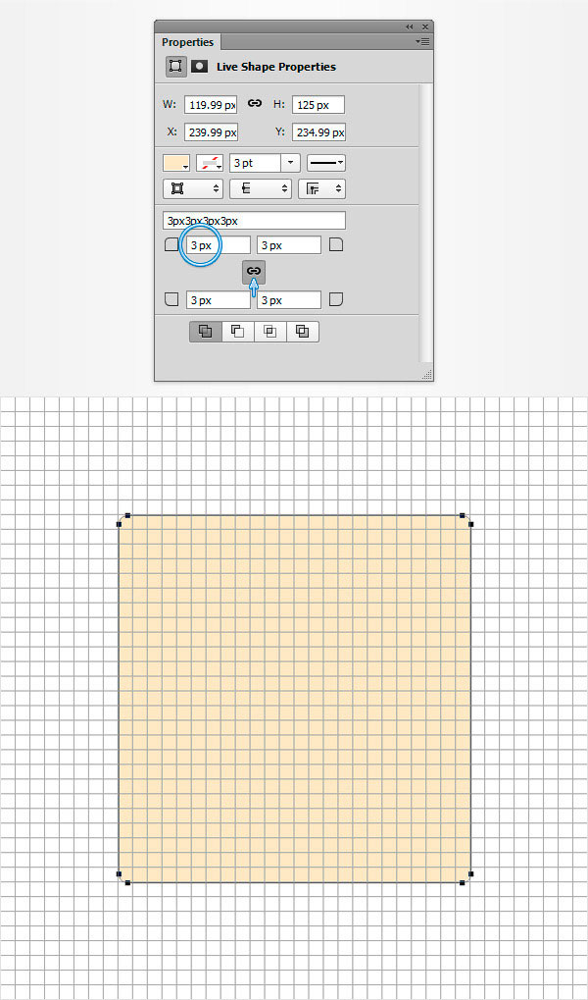 Properties
Live Shape Properties
W: 119.99 px H: 125 px
X: 239.99 px Y: 234.99 px
3 pt
3px3px3px3px
3 px 3 px
3 px 3 px